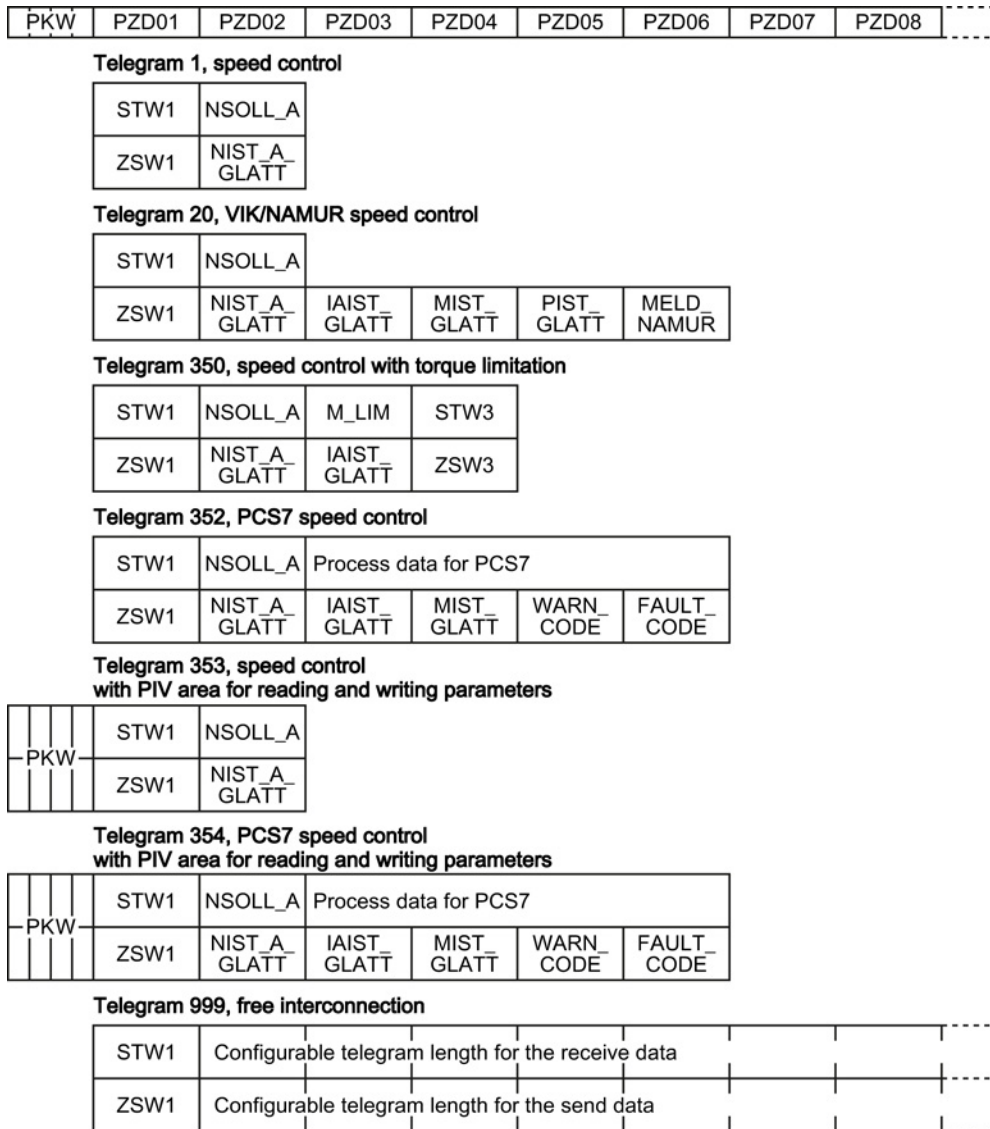 PKW PZD01 PZD02 PZD03 PZD04 PZD05 PZD06 PZD07 PZD08
Telegram 1, speed control
STW1 NSOLL_A
ZSW1 NIST_A_
GLATT
Telegram 20, VIK/NAMUR speed control
STW1 NSOLL_A
ZSW1 NIST_A_ IAIST_ MIST_ PIST_ MELD_
GLATT GLATT GLATT GLATT NAMUR
Telegram 350, speed control with torque limitation
STW1 NSOLL_A M_LIM STW3
ZSW1 NIST_A_ IAIST_ ZSW3
GLATT GLATT
Telegram 352, PCS7 speed control
STW1 NSOLL_A Process data for PCS7
ZSW1 NIST_A_ IAIST_ MIST_ WARN_ FAULT_
GLATT GLATT GLATT CODE CODE
Telegram 353, speed control
with PIV area for reading and writing parameters
PKW STW1 NSOLL_A
ZSW1 NIST_A_
GLATT
Telegram 354, PCS7 speed control
with PIV area for reading and writing parameters
PKW STW1 NSOLL_A Process data for PCS7
ZSW1 NIST_A_ IAIST_ MIST_ WARN_ FAULT_
GLATT GLATT GLATT CODE CODE
Telegram 999, free interconnection
STW1 Configurable telegram length for the receive data
ZSW1 Configurable telegram length for the send data